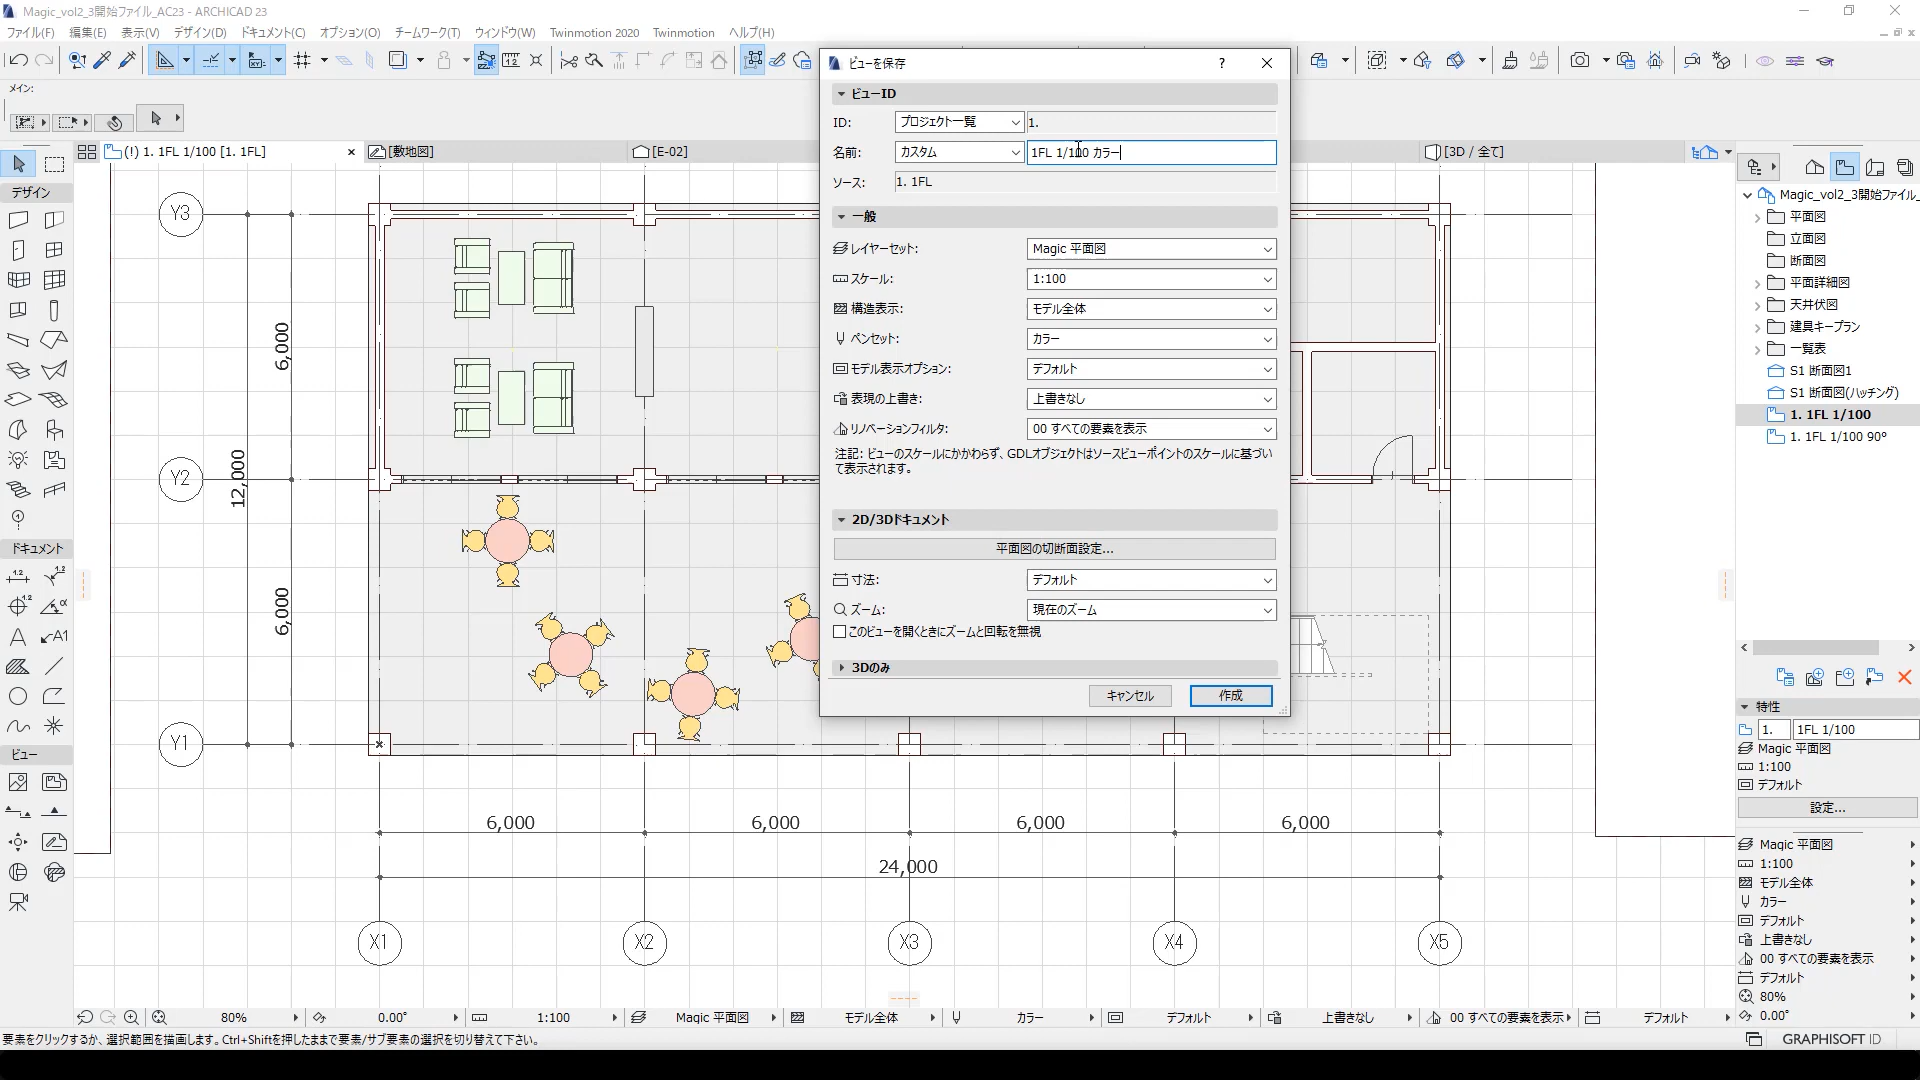 Magic_vol2_3開始ファイル_AC23 - ARCHICAD 23
ファイル(F) 編集(E) 表示(V) デザイン(D) ドキュメント(C) オプション(O) チームワーク(T) ウィンドウ(W) Twinmotion 2020 Twinmotion ヘルプ(H)
メイン:
(!) 1. 1FL 1/100 [1. 1FL]
[敷地図]
[E-02]
[3D / 全て]
デザイン
ドキュメント
ビュー
Y3
Y2
Y1
6,000
12,000
6,000
6,000 6,000 6,000 6,000
24,000
X1 X2 X3 X4 X5
ビューを保存
?
ビューID
ID: プロジェクト一覧 1.
名前: カスタム 1FL 1/100 カラー
ソース: 1. 1FL
一般
レイヤーセット: Magic 平面図
スケール: 1:100
構造表示: モデル全体
ペンセット: カラー
モデル表示オプション: デフォルト
表現の上書き: 上書きなし
リノベーションフィルタ: 00 すべての要素を表示
注記: ビューのスケールにかかわらず、GDLオブジェクトはソースビューポイントのスケールに基づい
て表示されます。
2D/3Dドキュメント
平面図の切断面設定...
寸法: デフォルト
ズーム: 現在のズーム
このビューを開くときにズームと回転を無視
3Dのみ
キャンセル 作成
Magic_vol2_3開始ファイル_
平面図
立面図
断面図
平面詳細図
天井伏図
建具キープラン
一覧表
S1 断面図1
S1 断面図(ハッチング)
1. 1FL 1/100
1. 1FL 1/100 90°
特性
1. 1FL 1/100
Magic 平面図
1:100
デフォルト
設定...
Magic 平面図
1:100
モデル全体
カラー
デフォルト
上書きなし
00 すべての要素を表示
デフォルト
80%
0.00°
80% 0.00° 1:100 Magic 平面図 モデル全体 カラー デフォルト 上書きなし 00 すべての要素を表示 デフォルト
要素をクリックするか、選択範囲を描画します。Ctrl+Shiftを押したままで要素/サブ要素の選択を切り替えて下さい。
GRAPHISOFT ID